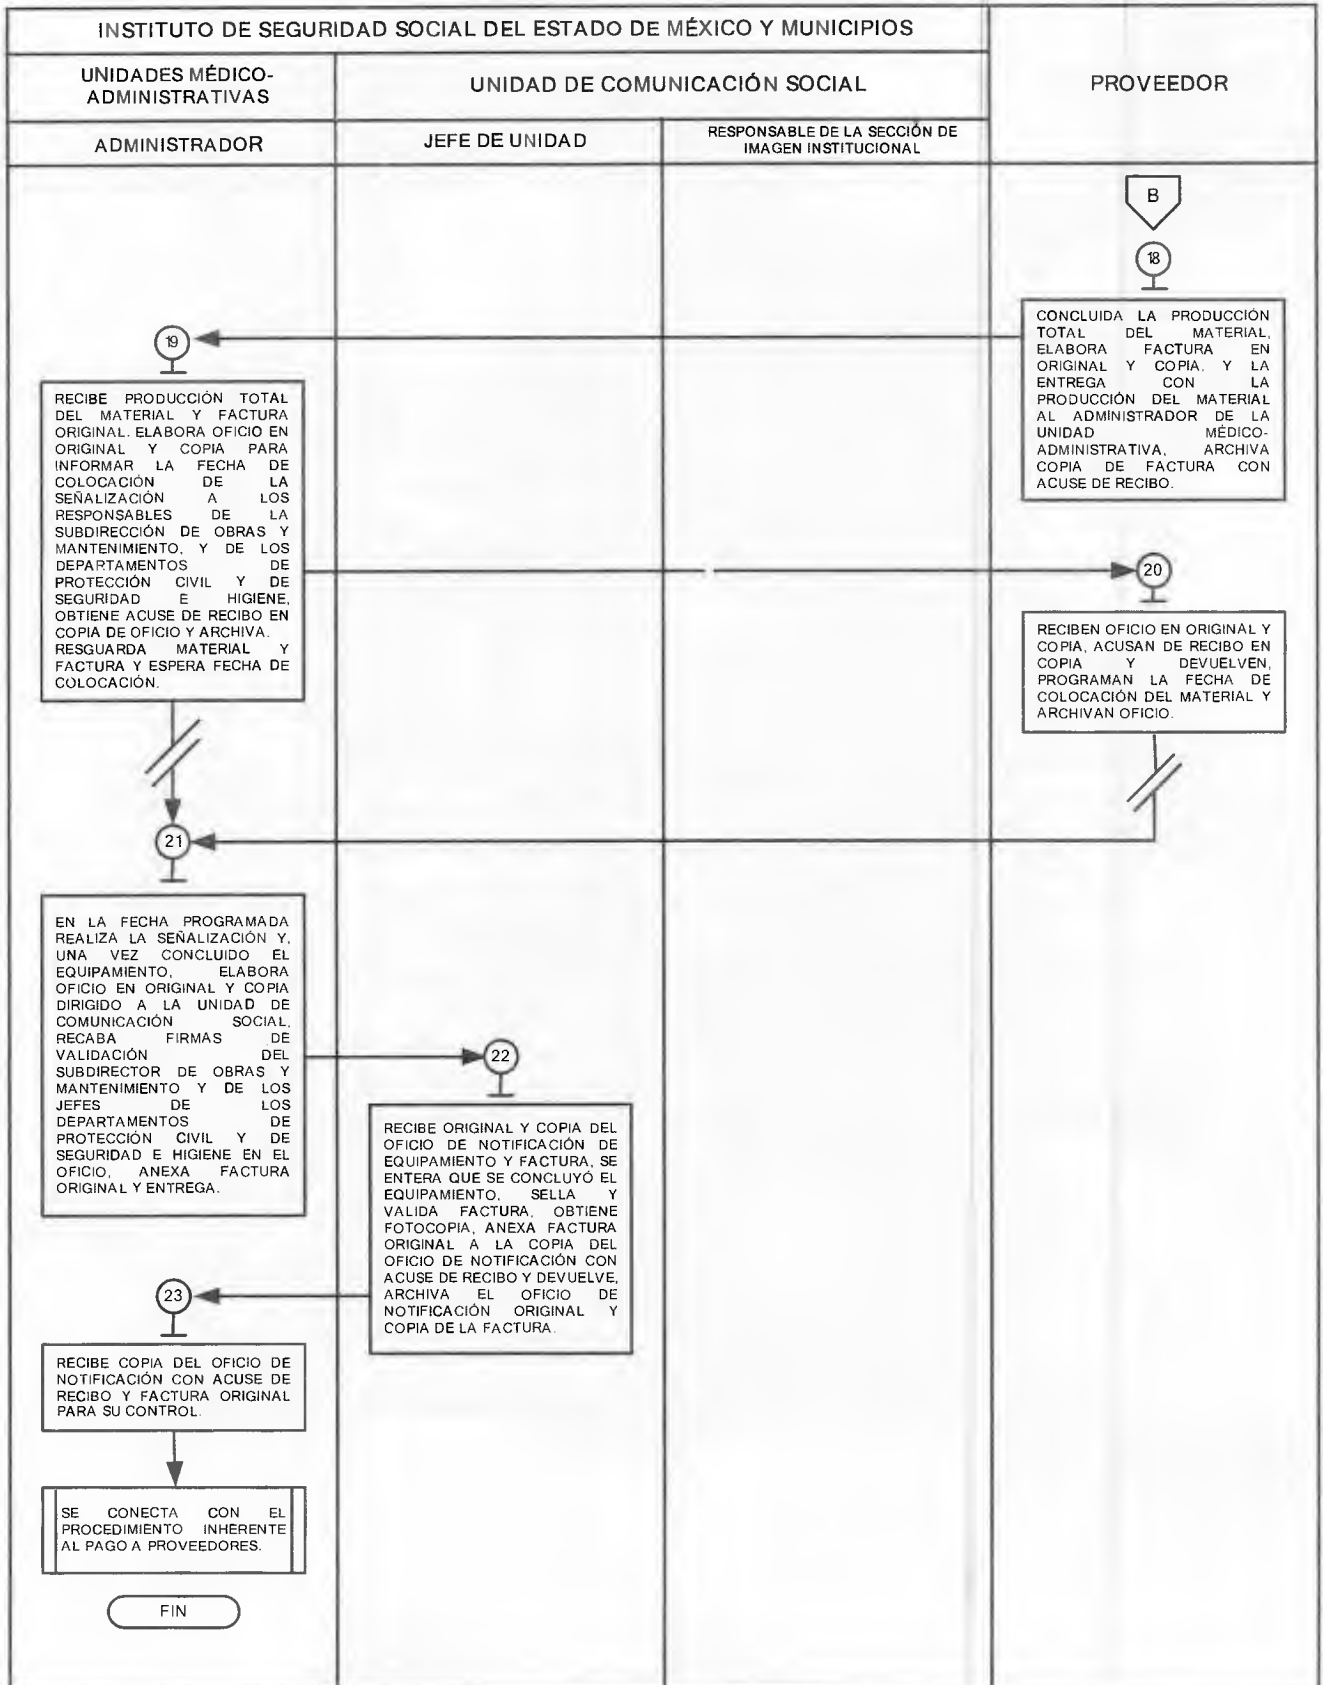 INSTITUTO DE SEGURIDAD SOCIAL DEL ESTADO DE MÉXICO Y MUNICIPIOS
UNIDADES MÉDICO-
ADMINISTRATIVAS
UNIDAD DE COMUNICACIÓN SOCIAL
PROVEEDOR
ADMINISTRADOR
JEFE DE UNIDAD
RESPONSABLE DE LA SECCIÓN DE
IMAGEN INSTITUCIONAL
B
18
CONCLUIDA LA PRODUCCIÓN
TOTAL DEL MATERIAL,
ELABORA FACTURA EN
ORIGINAL Y COPIA, Y LA
ENTREGA CON LA
PRODUCCIÓN DEL MATERIAL
AL ADMINISTRADOR DE LA
UNIDAD MÉDICO-
ADMINISTRATIVA, ARCHIVA
COPIA DE FACTURA CON
ACUSE DE RECIBO.
19
RECIBE PRODUCCIÓN TOTAL
DEL MATERIAL Y FACTURA
ORIGINAL. ELABORA OFICIO EN
ORIGINAL Y COPIA PARA
INFORMAR LA FECHA DE
COLOCACIÓN DE LA
SEÑALIZACIÓN A LOS
RESPONSABLES DE LA
SUBDIRECCIÓN DE OBRAS Y
MANTENIMIENTO, Y DE LOS
DEPARTAMENTOS DE
PROTECCIÓN CIVIL Y DE
SEGURIDAD E HIGIENE,
OBTIENE ACUSE DE RECIBO EN
COPIA DE OFICIO Y ARCHIVA.
RESGUARDA MATERIAL Y
FACTURA Y ESPERA FECHA DE
COLOCACIÓN.
20
RECIBEN OFICIO EN ORIGINAL Y
COPIA, ACUSAN DE RECIBO EN
COPIA Y DEVUELVEN,
PROGRAMAN LA FECHA DE
COLOCACIÓN DEL MATERIAL Y
ARCHIVAN OFICIO.
21
EN LA FECHA PROGRAMADA
REALIZA LA SEÑALIZACIÓN Y,
UNA VEZ CONCLUIDO EL
EQUIPAMIENTO, ELABORA
OFICIO EN ORIGINAL Y COPIA
DIRIGIDO A LA UNIDAD DE
COMUNICACIÓN SOCIAL,
RECABA FIRMAS DE
VALIDACIÓN DEL
SUBDIRECTOR DE OBRAS Y
MANTENIMIENTO Y DE LOS
JEFES DE LOS
DEPARTAMENTOS DE
PROTECCIÓN CIVIL Y DE
SEGURIDAD E HIGIENE EN EL
OFICIO, ANEXA FACTURA
ORIGINAL Y ENTREGA.
22
RECIBE ORIGINAL Y COPIA DEL
OFICIO DE NOTIFICACIÓN DE
EQUIPAMIENTO Y FACTURA, SE
ENTERA QUE SE CONCLUYÓ EL
EQUIPAMIENTO, SELLA Y
VALIDA FACTURA, OBTIENE
FOTOCOPIA, ANEXA FACTURA
ORIGINAL A LA COPIA DEL
OFICIO DE NOTIFICACIÓN CON
ACUSE DE RECIBO Y DEVUELVE,
ARCHIVA EL OFICIO DE
NOTIFICACIÓN ORIGINAL Y
COPIA DE LA FACTURA.
23
RECIBE COPIA DEL OFICIO DE
NOTIFICACIÓN CON ACUSE DE
RECIBO Y FACTURA ORIGINAL
PARA SU CONTROL.
SE CONECTA CON EL
PROCEDIMIENTO INHERENTE
AL PAGO A PROVEEDORES.
FIN